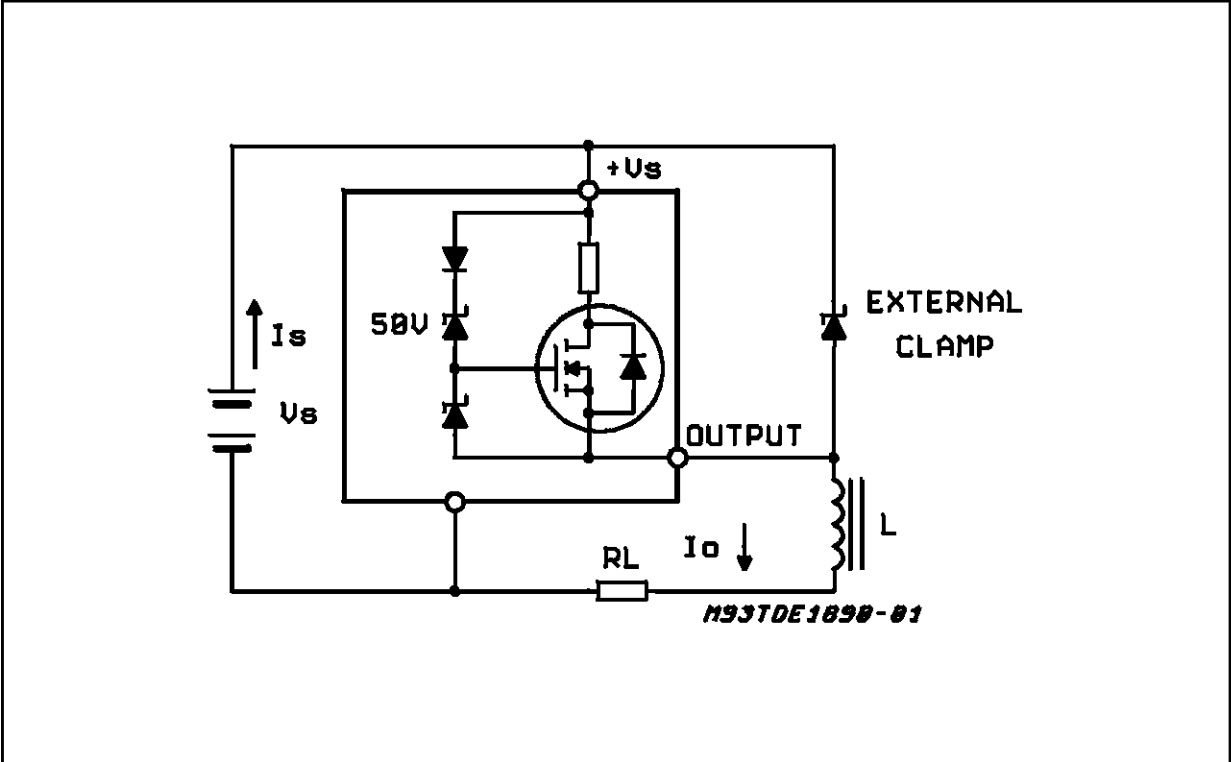 +Vs
50V
Is
Vs
EXTERNAL
CLAMP
OUTPUT
L
Io
RL
M93TDE1890-01